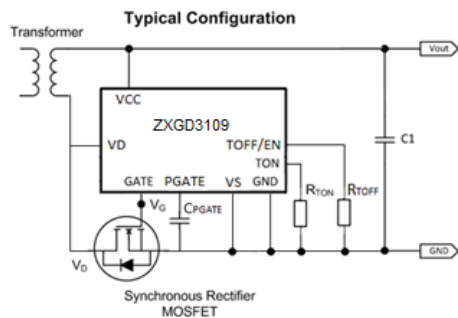 Typical Configuration
Transformer
Vout
VCC
ZXGD3109
VD
TOFF/EN
TON
C1
GATE PGATE VS GND
RTON
RTOFF
VG
CPGATE
VD
GND
Synchronous Rectifier
MOSFET